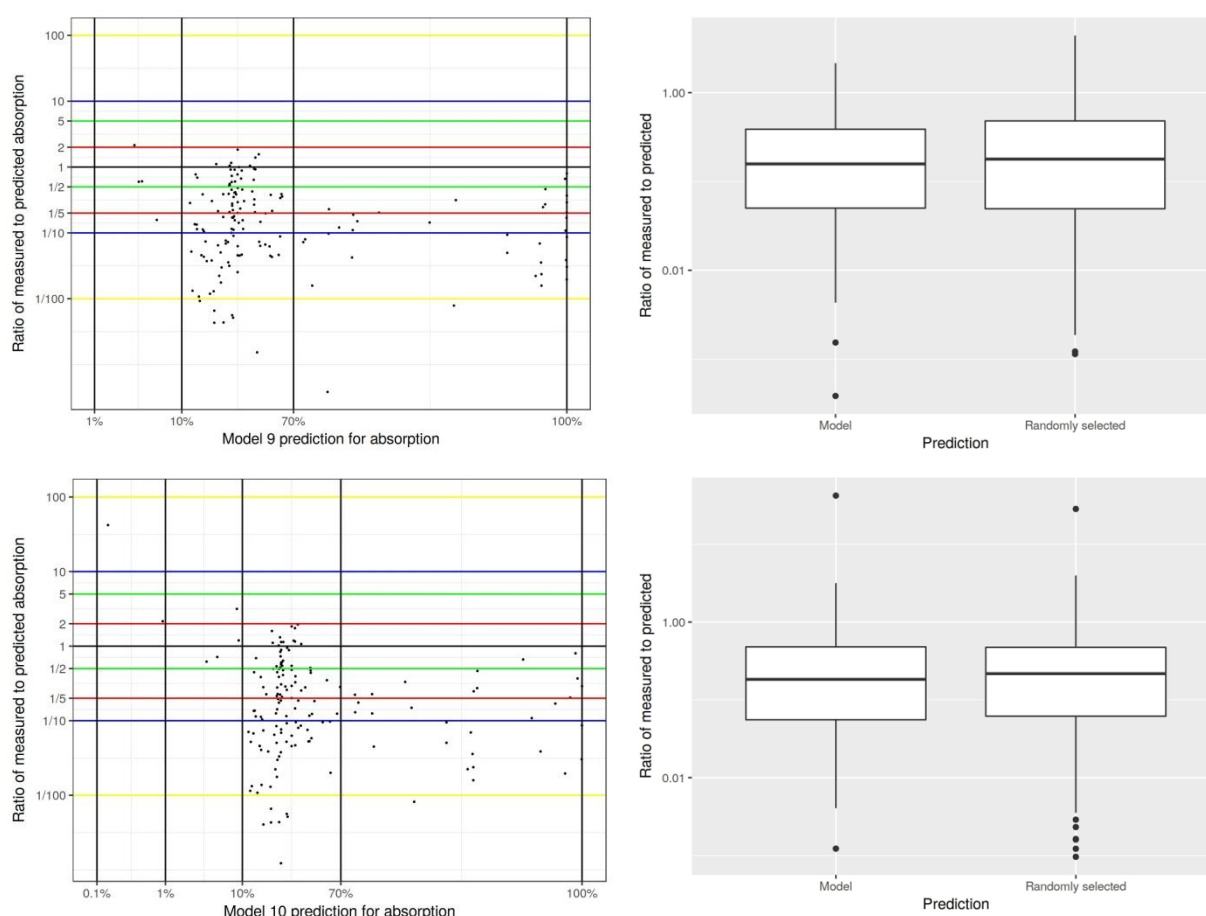 Ratio of measured to predicted absorption
100
10
5
2
1
1/2
1/5
1/10
1/100
1%
10%
70%
100%
Model 9 prediction for absorption
Ratio of measured to predicted
1.00
0.01
Model
Randomly selected
Prediction
Ratio of measured to predicted absorption
100
10
5
2
1
1/2
1/5
1/10
1/100
0.1%
1%
10%
70%
100%
Model 10 prediction for absorption
Ratio of measured to predicted
1.00
0.01
Model
Randomly selected
Prediction